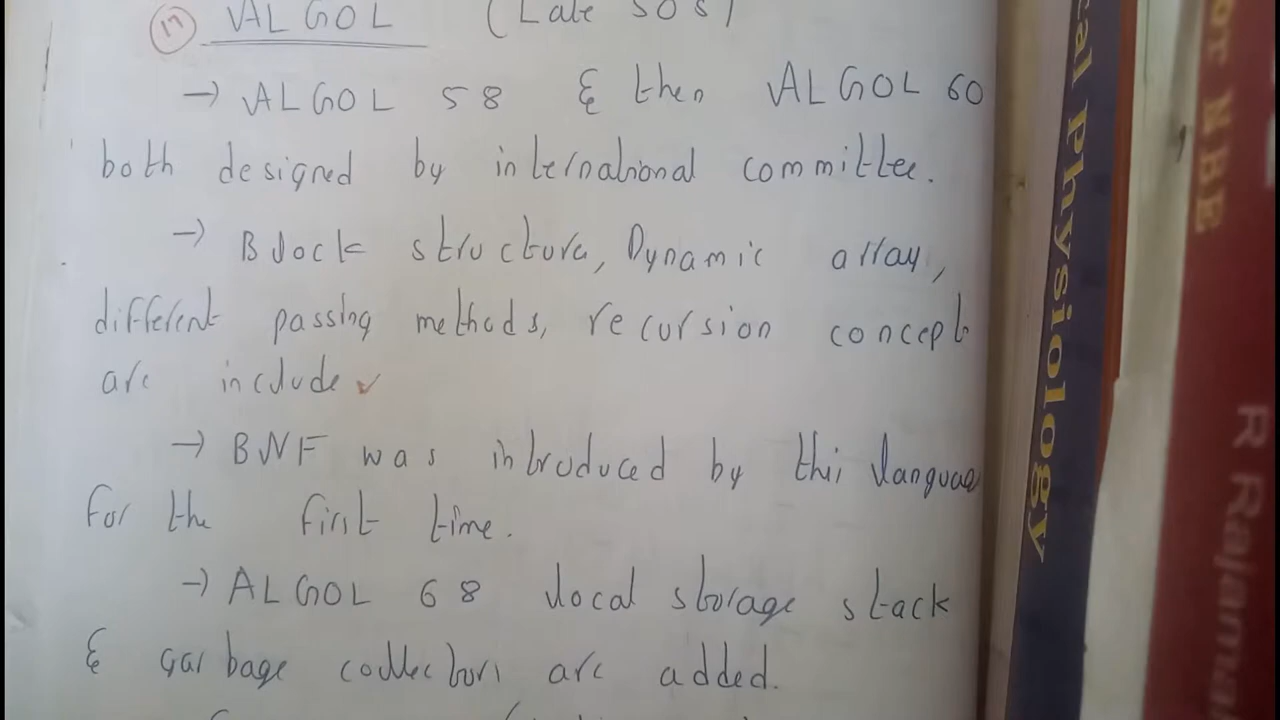 17 ALGOL (Late 50s)
→ ALGOL 58 & then ALGOL 60
both designed by international committee.
→ Block structure, Dynamic array,
different passing methods, recursion concept
are include
→ BNF was introduced by this language
for the first time.
→ ALGOL 68 local storage stack
& garbage collectors are added.
cal Physiology
R Rajamma